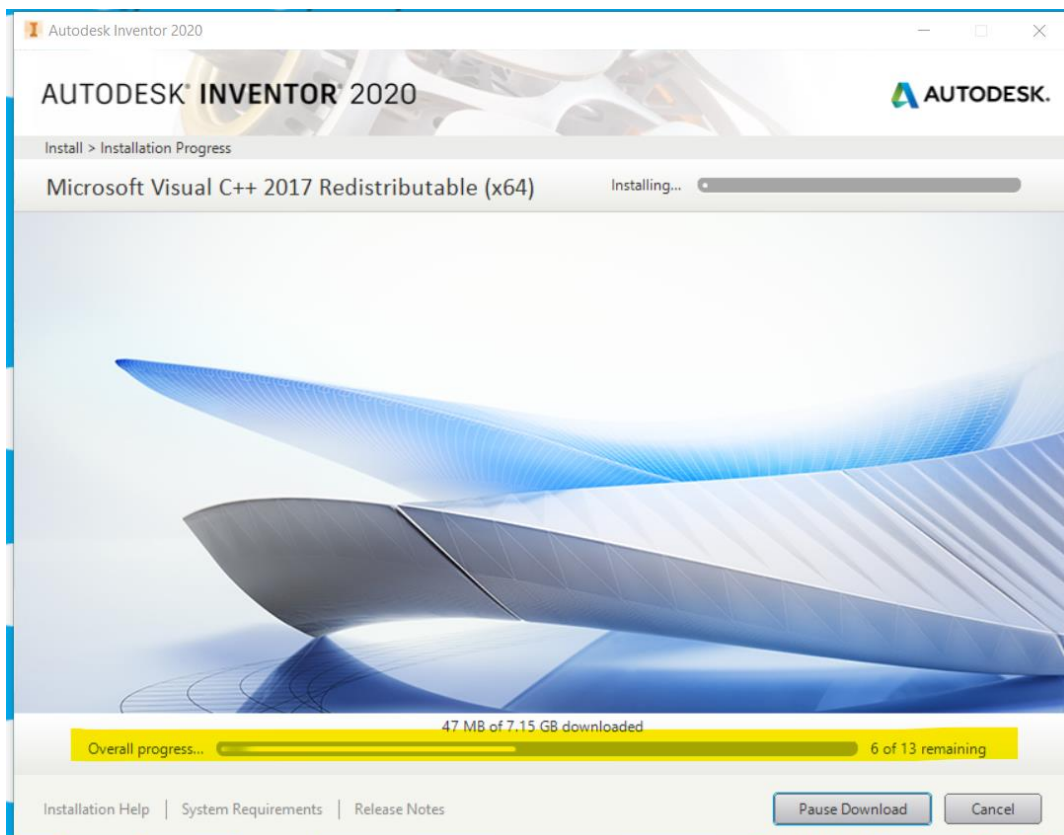 Autodesk Inventor 2020
AUTODESK® INVENTOR® 2020
AUTODESK.
Install > Installation Progress
Microsoft Visual C++ 2017 Redistributable (x64)
Installing...
47 MB of 7.15 GB downloaded
Overall progress...
6 of 13 remaining
Installation Help | System Requirements | Release Notes
Pause Download
Cancel